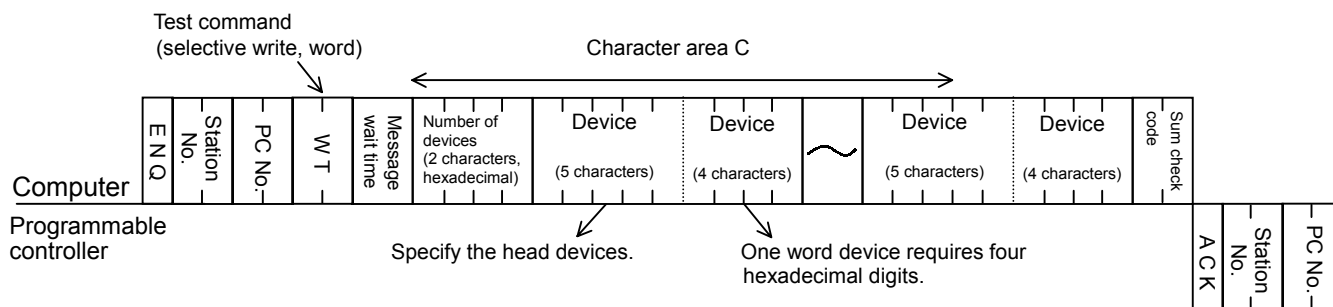 Test command
(selective write, word)
Character area C
E N Q
Station
No.
PC No.
W T
Message
wait time
Number of
devices
(2 characters,
hexadecimal)
Device
(5 characters)
Device
(4 characters)
Device
(5 characters)
Device
(4 characters)
Sum check
code
Computer
Programmable
controller
Specify the head devices.
One word device requires four
hexadecimal digits.
A C K
Station
No.
PC No.